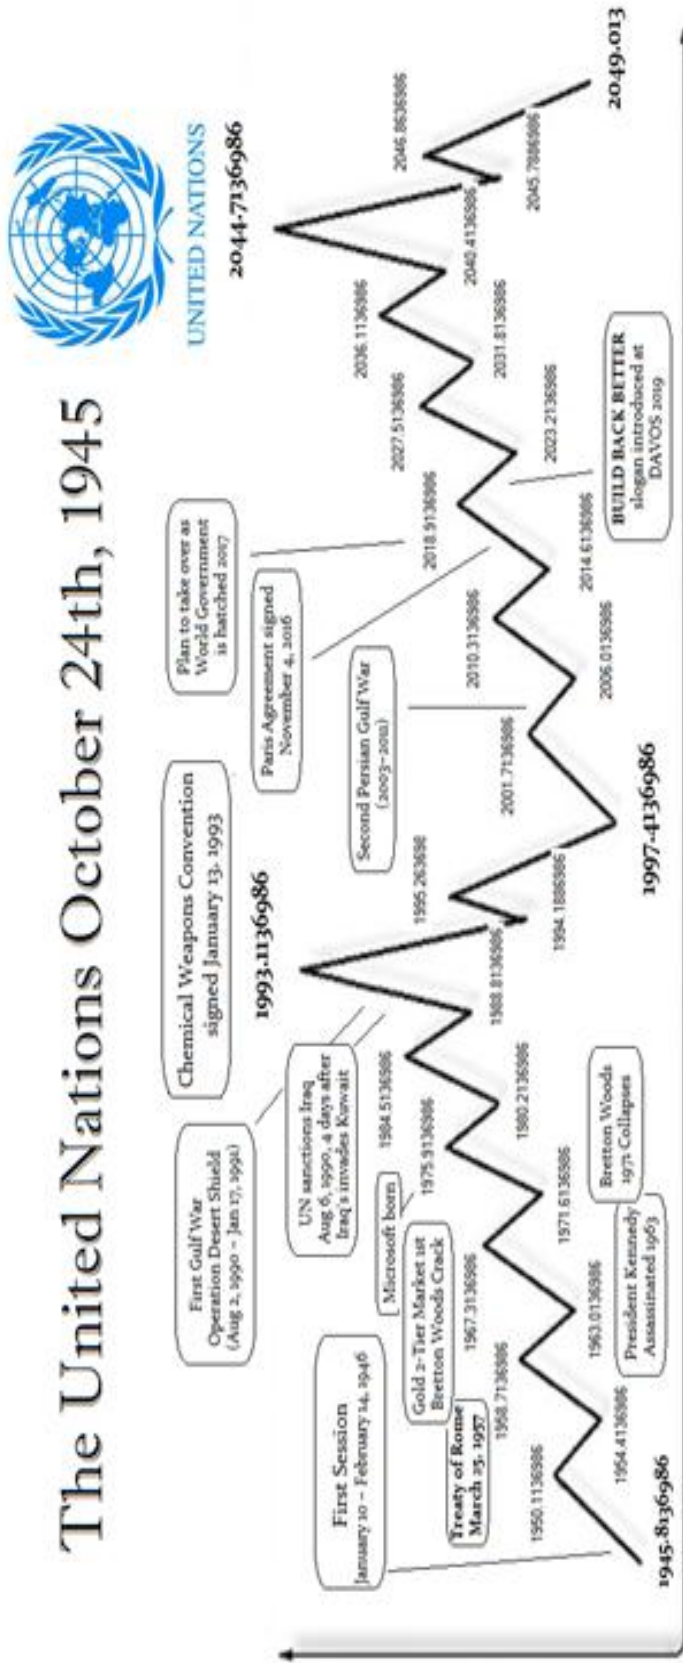 The United Nations October 24th, 1945
UNITED NATIONS
First Session
January 10 – February 14, 1946
First Gulf War
Operation Desert Shield
(Aug 2, 1990 – Jan 17, 1991)
Chemical Weapons Convention
signed January 13, 1993
Plan to take over as
World Government
is hatched 2017
Paris Agreement signed
November 4, 2016
UN sanctions Iraq
Aug 6, 1990, 4 days after
Iraq's invades Kuwait
Second Persian Gulf War
(2003–2011)
Microsoft born
Gold 2-Tier Market 1st
Bretton Woods Crack
Treaty of Rome
March 25, 1957
President Kennedy
Assassinated 1963
Bretton Woods
1971 Collapses
BUILD BACK BETTER
slogan introduced at
DAVOS 2019
1945.8136986
1950.1136986
1954.4136986
1958.7136986
1963.0136986
1967.3136986
1971.6136986
1975.9136986
1980.2136986
1984.5136986
1988.8136986
1993.1136986
1994.1886986
1995.263698
1997.4136986
2001.7136986
2006.0136986
2010.3136986
2014.6136986
2018.9136986
2023.2136986
2027.5136986
2031.8136986
2036.1136986
2040.4136986
2044.7136986
2045.7886986
2046.8636986
2049.013